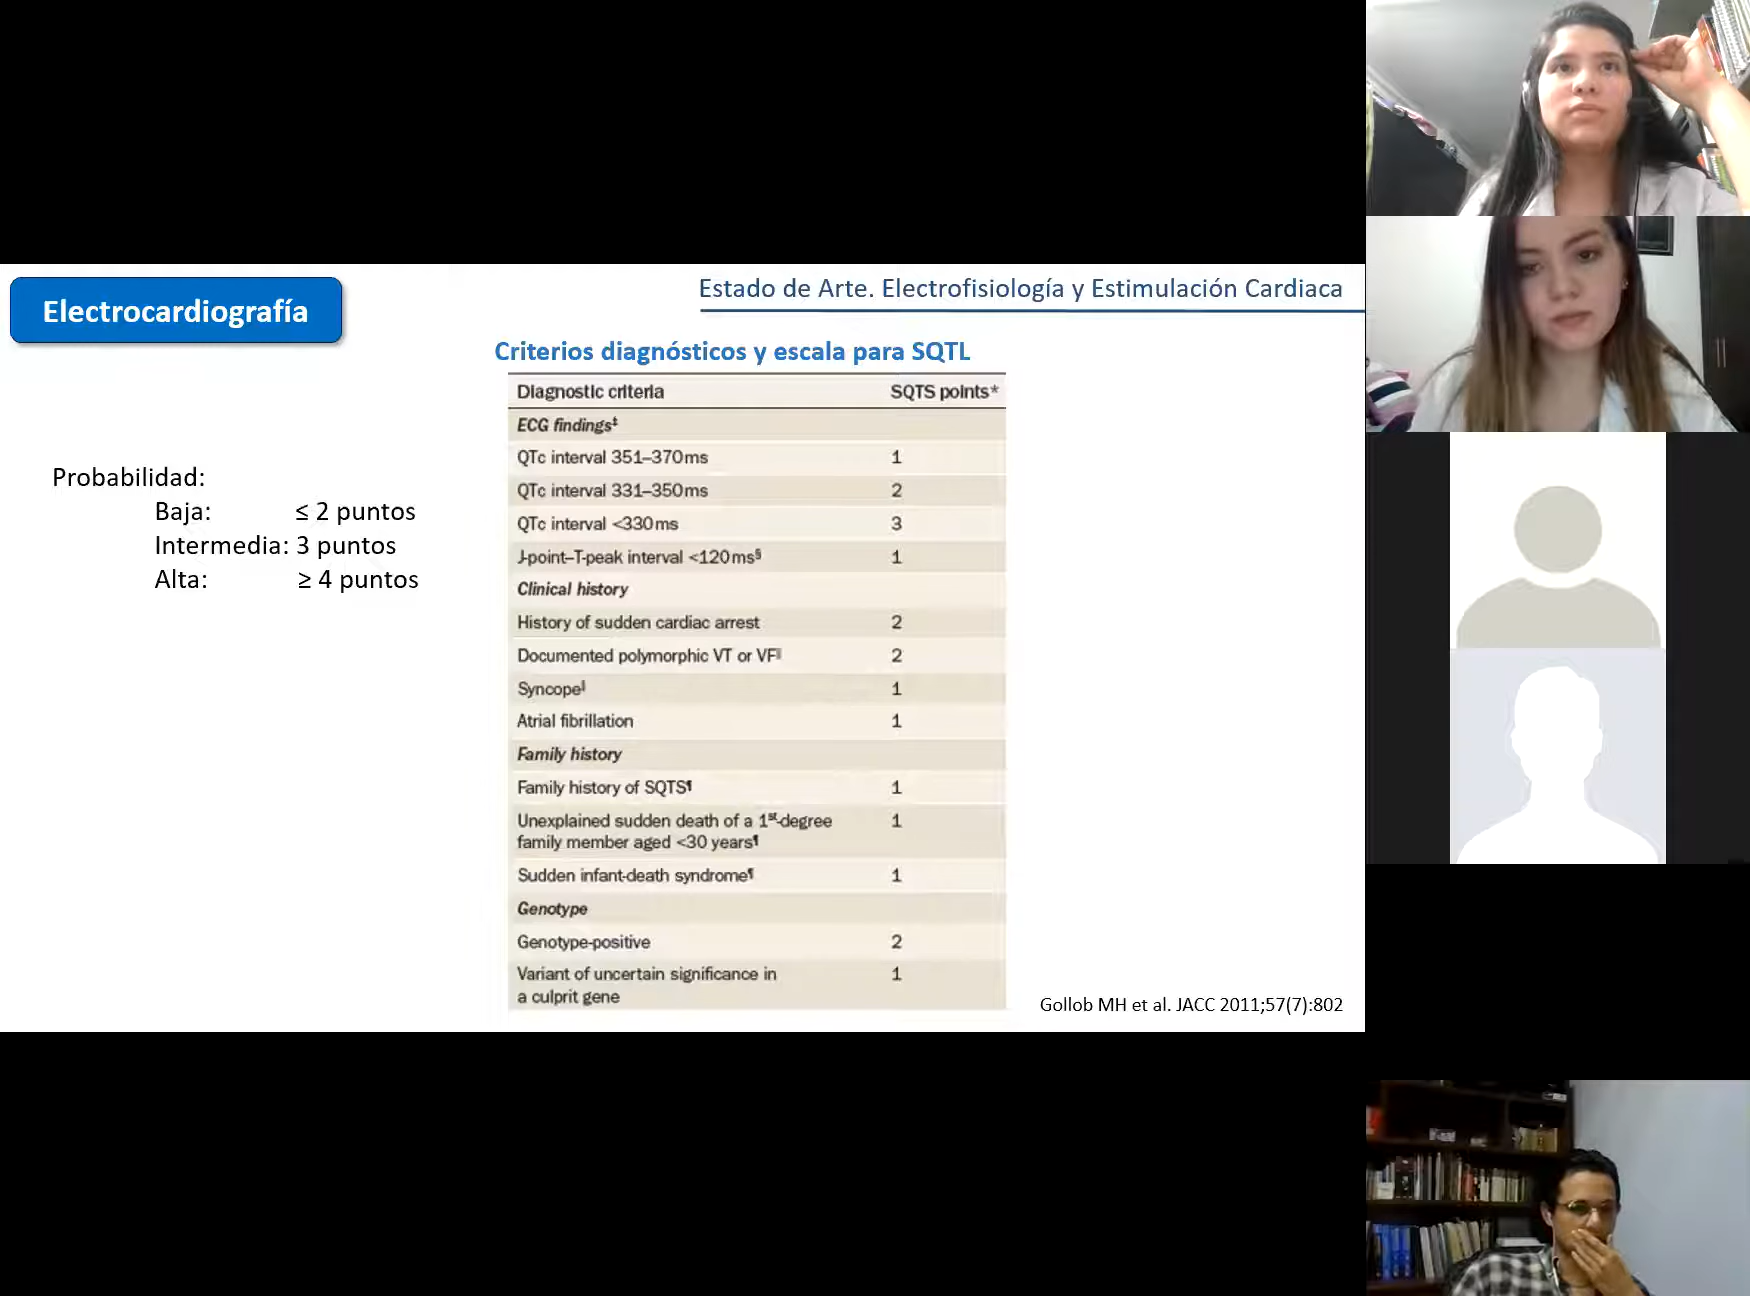 Electrocardiografía
Estado de Arte. Electrofisiología y Estimulación Cardiaca
Criterios diagnósticos y escala para SQTL
Probabilidad:
Baja: ≤ 2 puntos
Intermedia: 3 puntos
Alta: ≥ 4 puntos
Diagnostic criteria SQTS points*
ECG findings‡
QTc interval 351–370ms 1
QTc interval 331–350ms 2
QTc interval <330ms 3
J-point–T-peak interval <120ms§ 1
Clinical history
History of sudden cardiac arrest 2
Documented polymorphic VT or VF‖ 2
Syncope‖ 1
Atrial fibrillation 1
Family history
Family history of SQTS¶ 1
Unexplained sudden death of a 1st-degree 1
family member aged <30 years¶
Sudden infant-death syndrome¶ 1
Genotype
Genotype-positive 2
Variant of uncertain significance in 1
a culprit gene
Gollob MH et al. JACC 2011;57(7):802